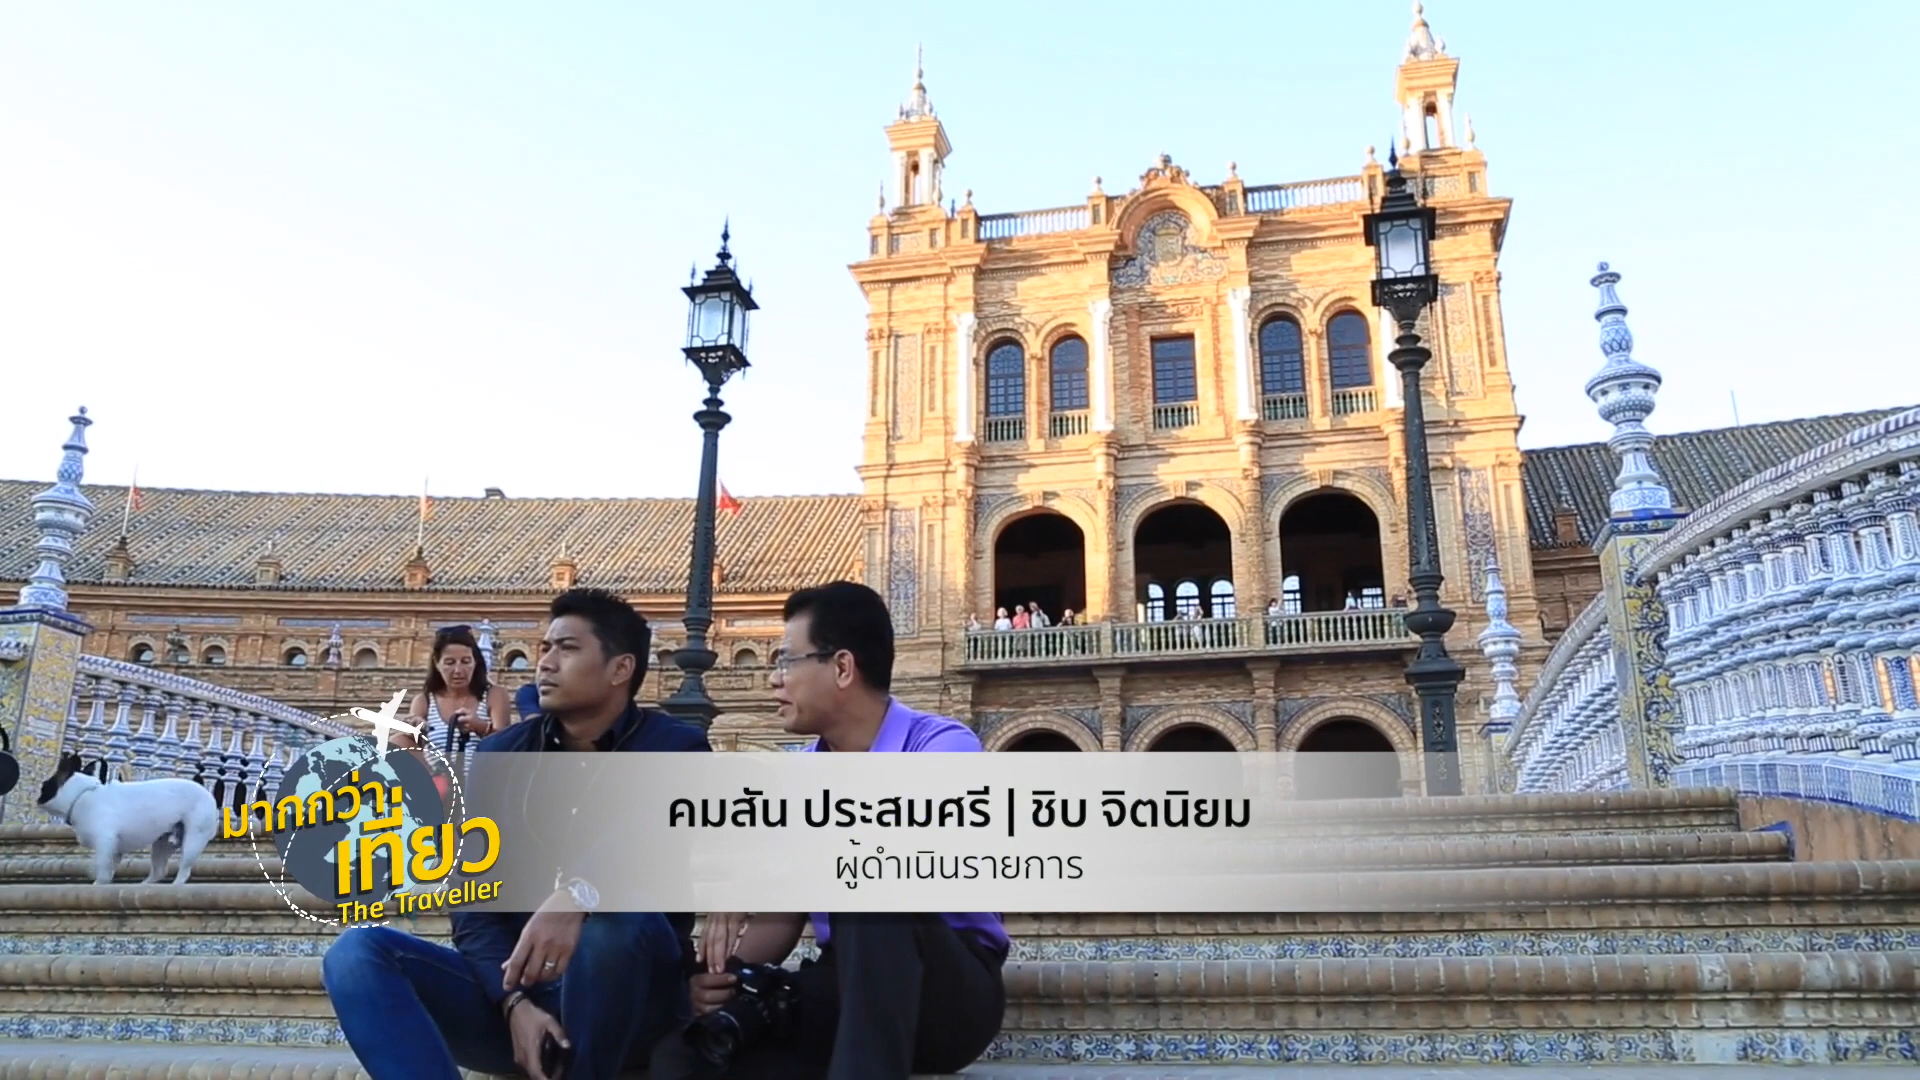 มากกว่า
เที่ยว
The Traveller
คมสัน ประสมศรี | ชิบ จิตนิยม
ผู้ดำเนินรายการ